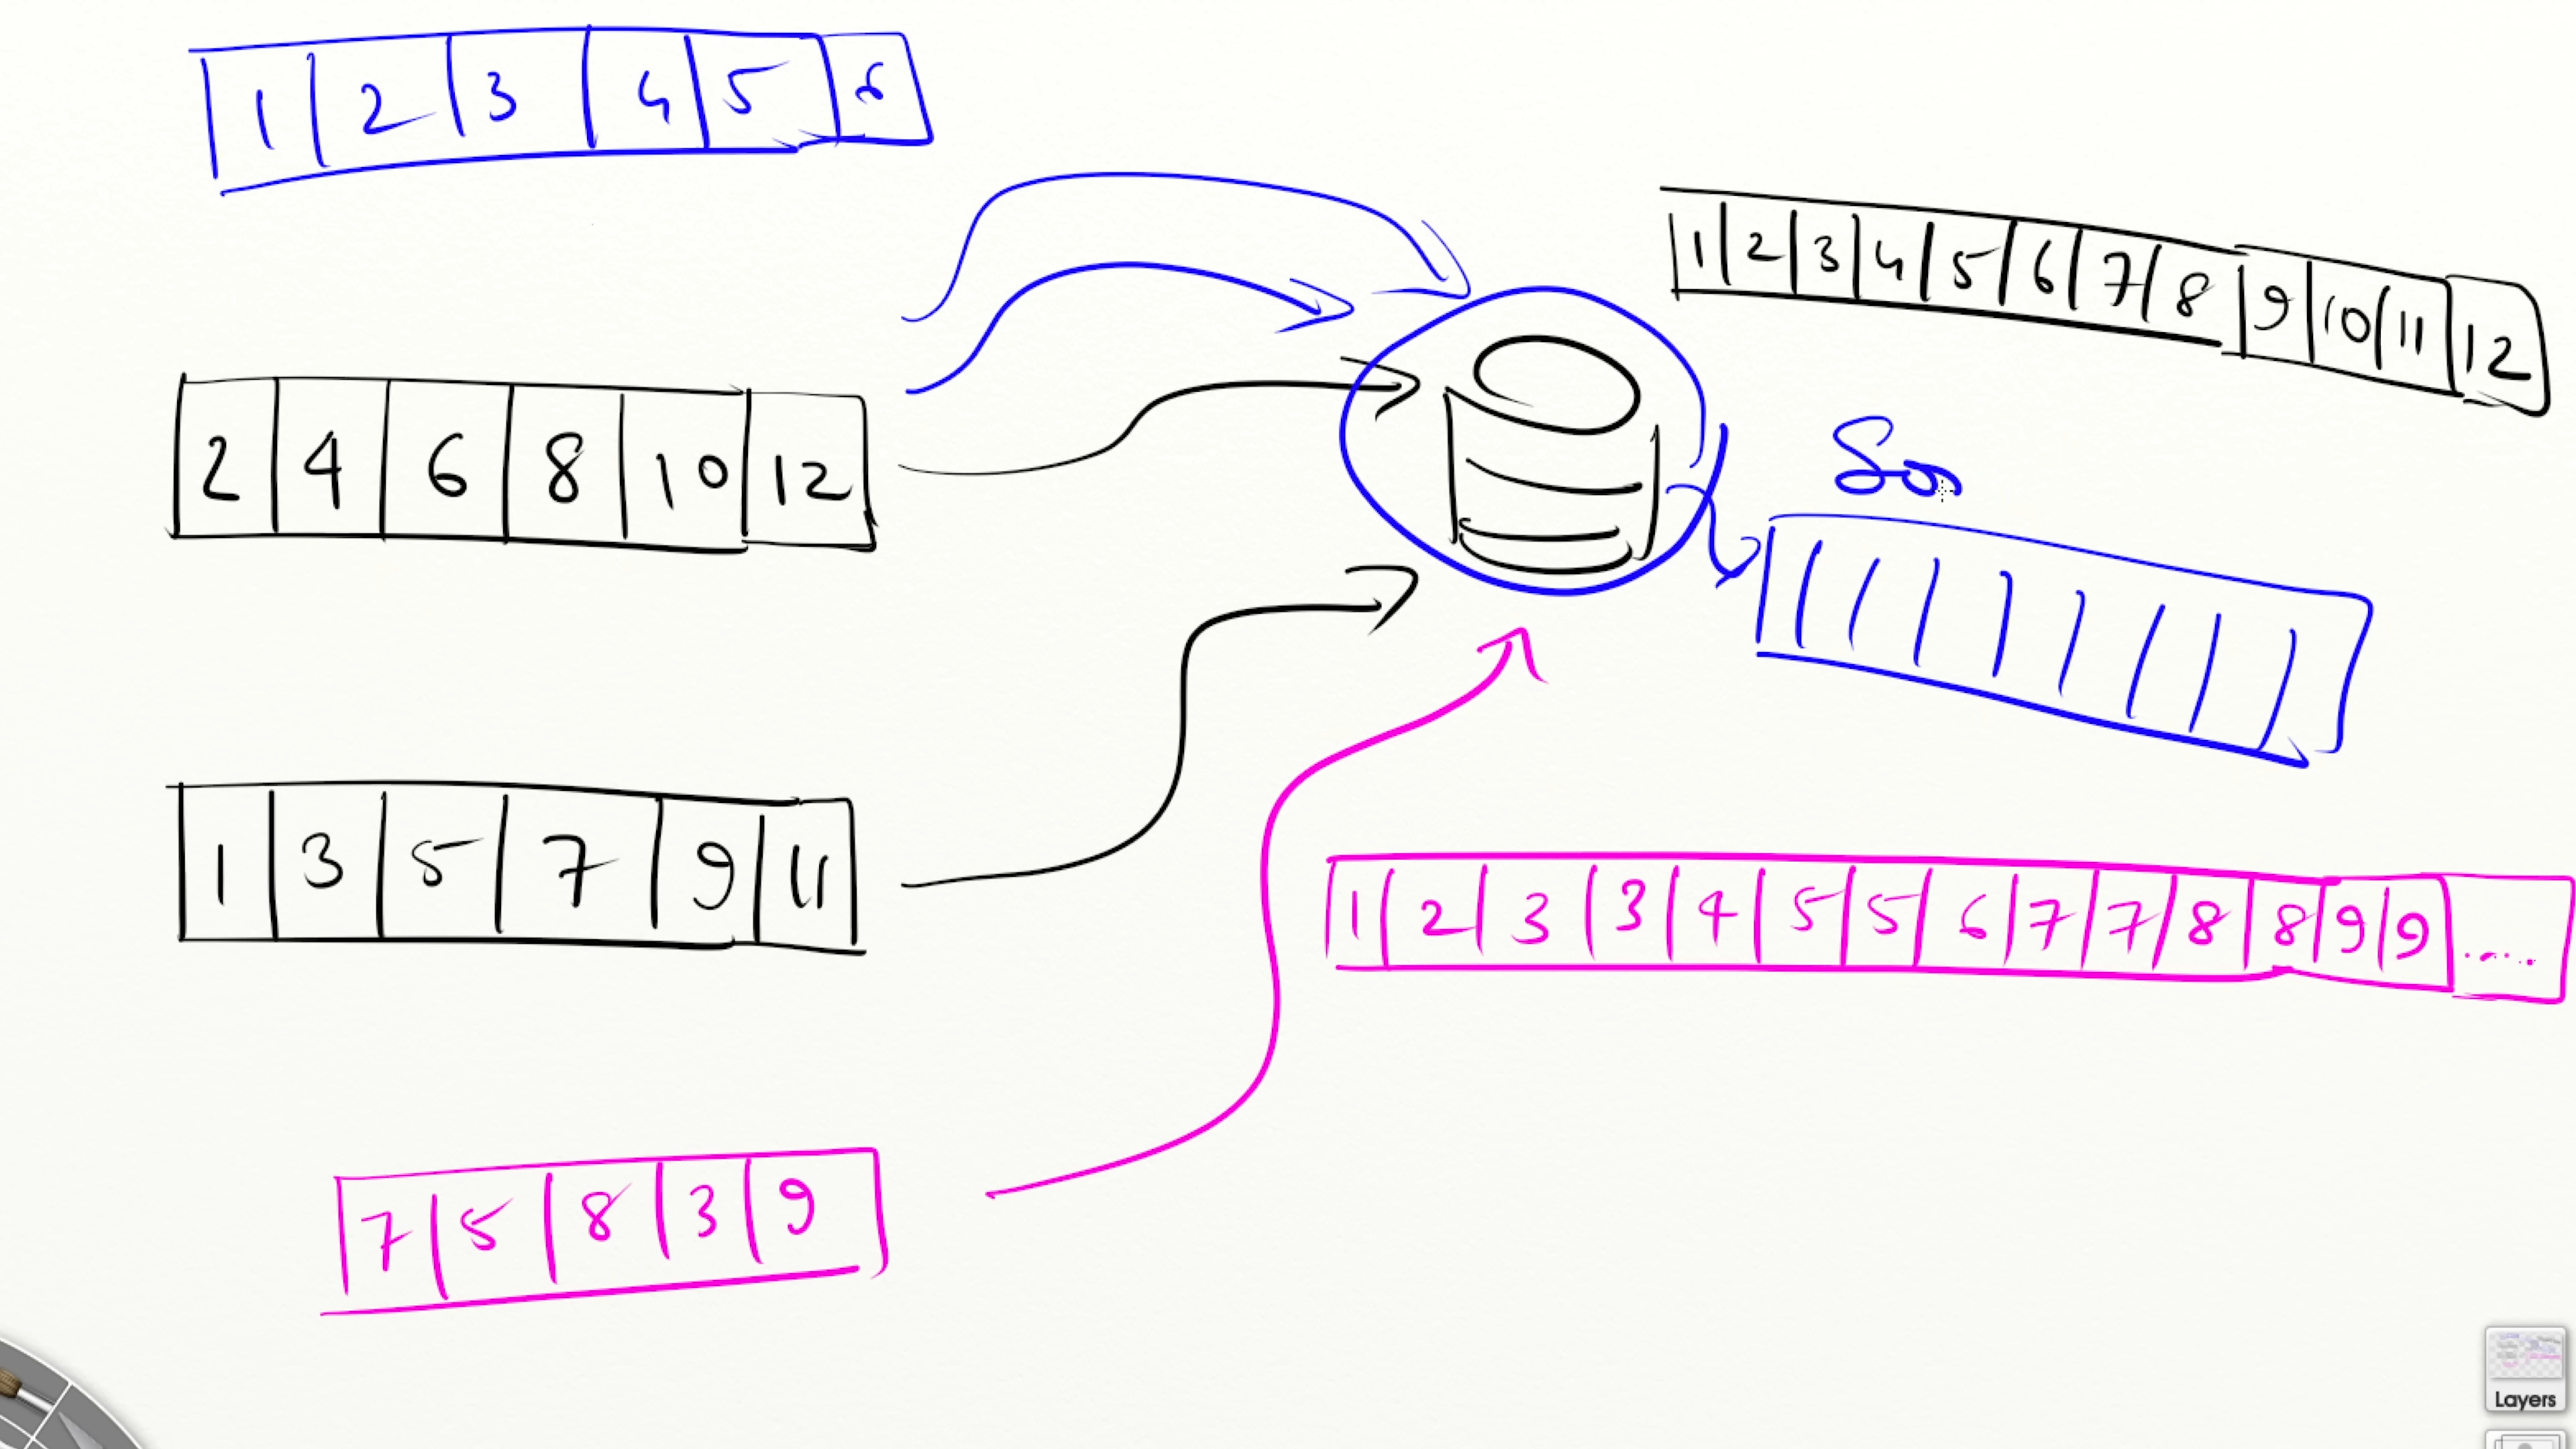 1 2 3 4 5 6
1 2 3 4 5 6 7 8 9 10 11 12
2 4 6 8 10 12
So
1 3 5 7 9 11
1 2 3 3 4 5 5 6 7 7 8 8 9 9 .....
7 5 8 3 9
Layers